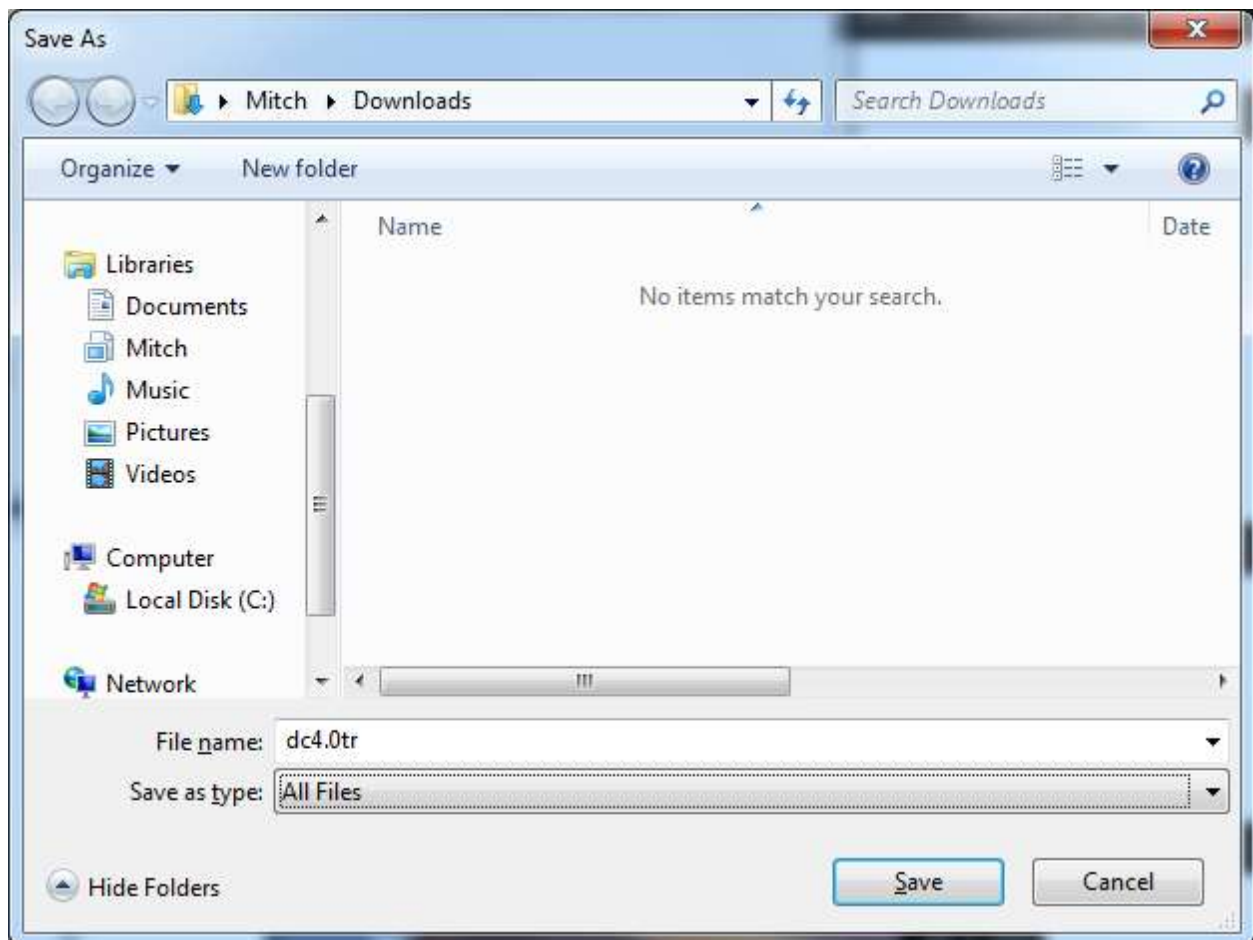 Save As
Mitch Downloads
Search Downloads
Organize New folder
Name Date
No items match your search.
Libraries
Documents
Mitch
Music
Pictures
Videos
Computer
Local Disk (C:)
Network
File name: dc4.0tr
Save as type: All Files
Hide Folders Save Cancel